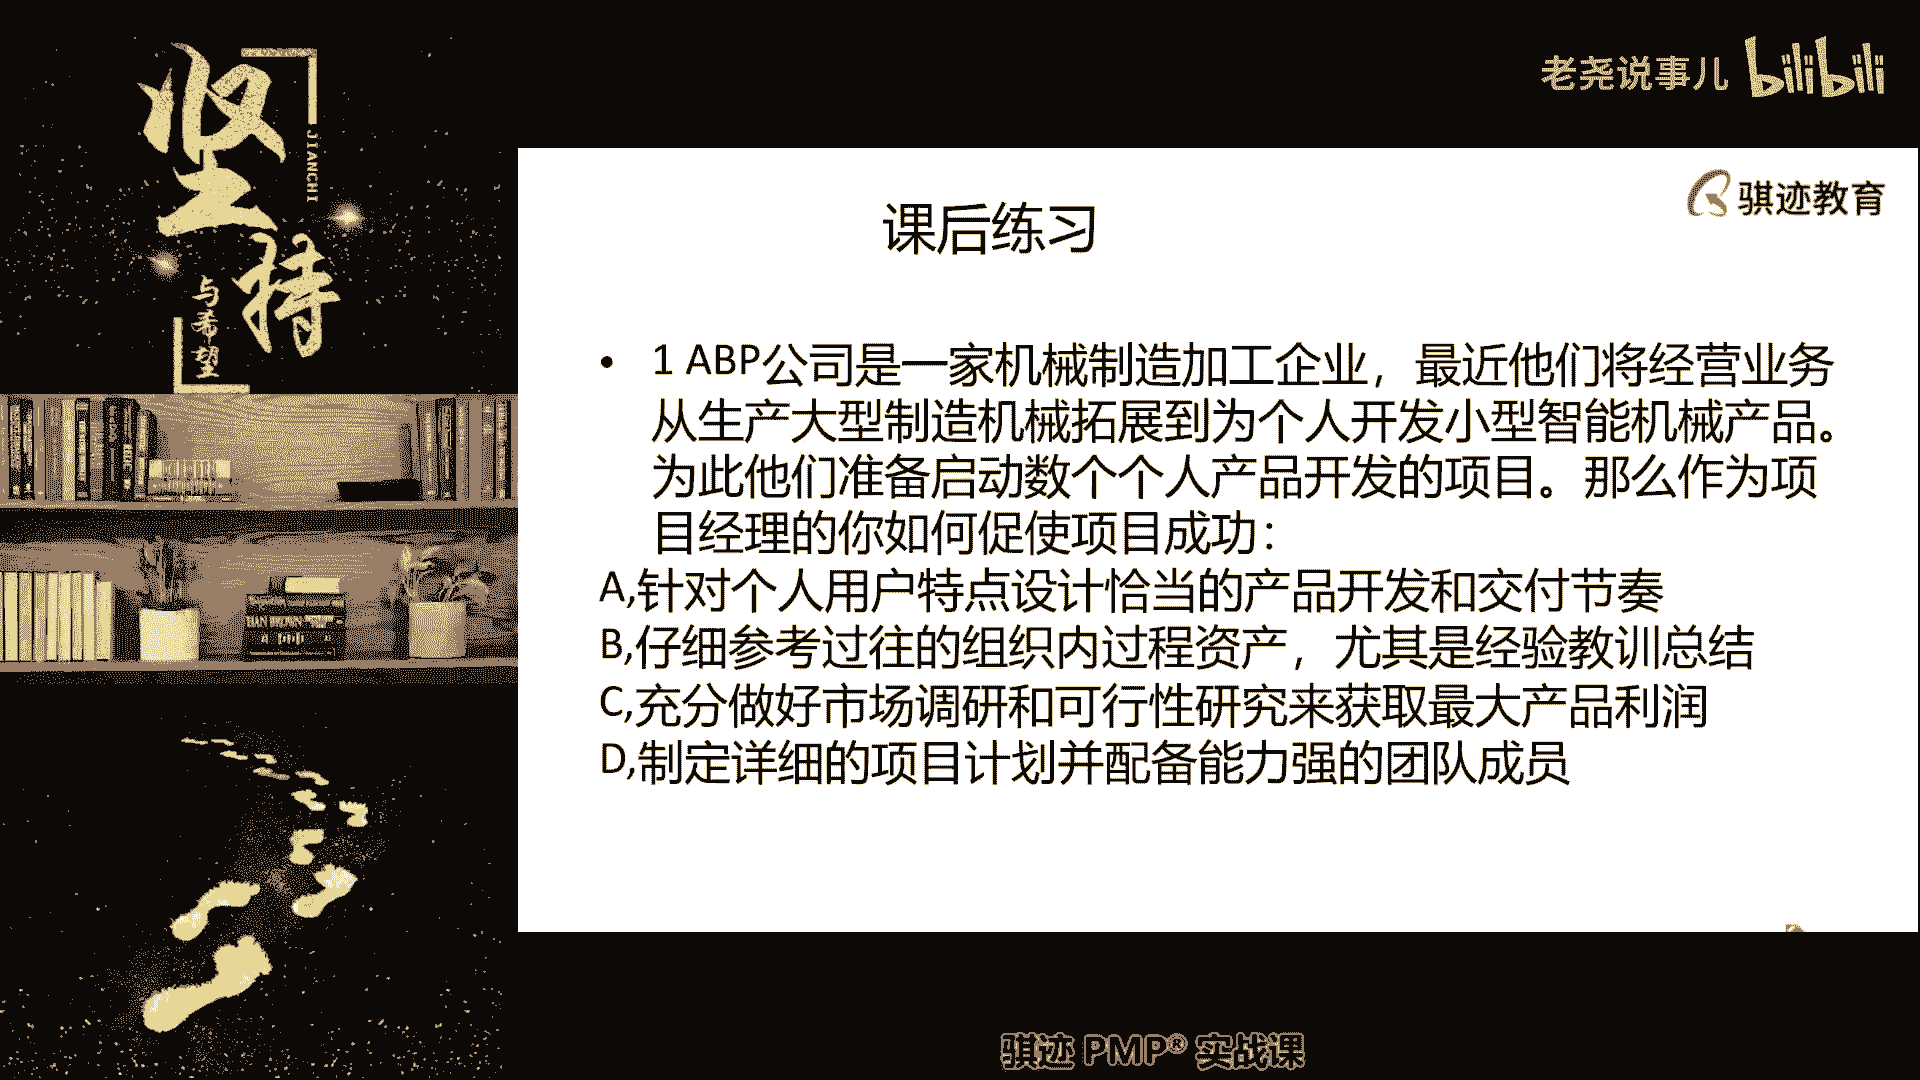 坚持
JIANCHI
与希望
老尧说事儿 bilibili
骐迹教育
课后练习
• 1 ABP公司是一家机械制造加工企业，最近他们将经营业务
从生产大型制造机械拓展到为个人开发小型智能机械产品。
为此他们准备启动数个个人产品开发的项目。那么作为项
目经理的你如何促使项目成功：
A,针对个人用户特点设计恰当的产品开发和交付节奏
B,仔细参考过往的组织内过程资产，尤其是经验教训总结
C,充分做好市场调研和可行性研究来获取最大产品利润
D,制定详细的项目计划并配备能力强的团队成员
骐迹 PMP® 实战课